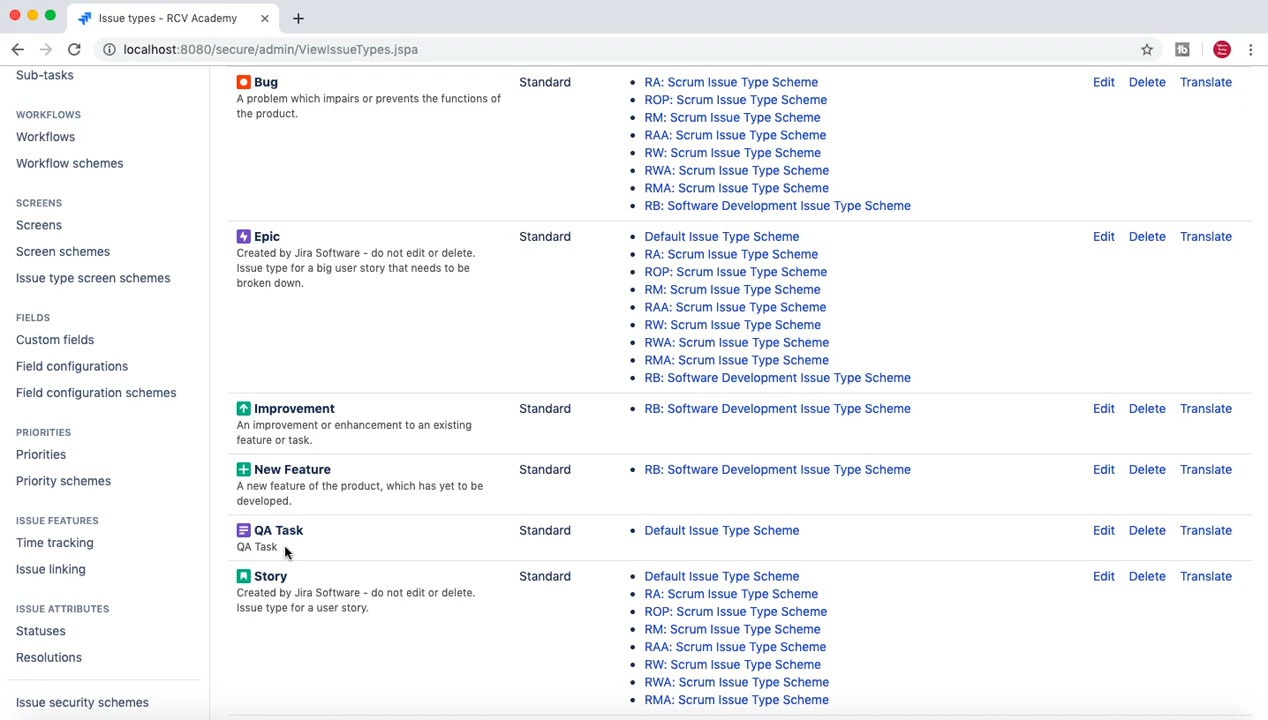 Issue types - RCV Academy
localhost:8080/secure/admin/ViewIssueTypes.jspa
Sub-tasks
WORKFLOWS
Workflows
Workflow schemes
SCREENS
Screens
Screen schemes
Issue type screen schemes
FIELDS
Custom fields
Field configurations
Field configuration schemes
PRIORITIES
Priorities
Priority schemes
ISSUE FEATURES
Time tracking
Issue linking
ISSUE ATTRIBUTES
Statuses
Resolutions
Issue security schemes
Bug
A problem which impairs or prevents the functions of
the product.
Standard
RA: Scrum Issue Type Scheme
ROP: Scrum Issue Type Scheme
RM: Scrum Issue Type Scheme
RAA: Scrum Issue Type Scheme
RW: Scrum Issue Type Scheme
RWA: Scrum Issue Type Scheme
RMA: Scrum Issue Type Scheme
RB: Software Development Issue Type Scheme
Edit Delete Translate
Epic
Created by Jira Software - do not edit or delete.
Issue type for a big user story that needs to be
broken down.
Standard
Default Issue Type Scheme
RA: Scrum Issue Type Scheme
ROP: Scrum Issue Type Scheme
RM: Scrum Issue Type Scheme
RAA: Scrum Issue Type Scheme
RW: Scrum Issue Type Scheme
RWA: Scrum Issue Type Scheme
RMA: Scrum Issue Type Scheme
RB: Software Development Issue Type Scheme
Edit Delete Translate
Improvement
An improvement or enhancement to an existing
feature or task.
Standard
RB: Software Development Issue Type Scheme
Edit Delete Translate
New Feature
A new feature of the product, which has yet to be
developed.
Standard
RB: Software Development Issue Type Scheme
Edit Delete Translate
QA Task
QA Task
Standard
Default Issue Type Scheme
Edit Delete Translate
Story
Created by Jira Software - do not edit or delete.
Issue type for a user story.
Standard
Default Issue Type Scheme
RA: Scrum Issue Type Scheme
ROP: Scrum Issue Type Scheme
RM: Scrum Issue Type Scheme
RAA: Scrum Issue Type Scheme
RW: Scrum Issue Type Scheme
RWA: Scrum Issue Type Scheme
RMA: Scrum Issue Type Scheme
Edit Delete Translate